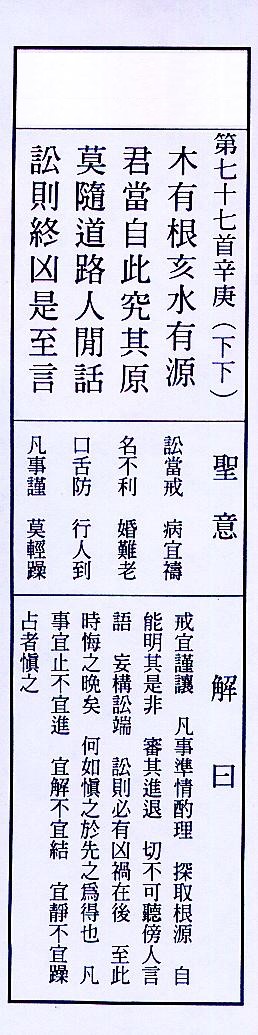 第七十七首辛庚（下下）
木有根亥水有源
君當自此究其原
莫隨道路人閒話
訟則終凶是至言
聖意
訟當戒　病宜禱
名不利　婚難老
口舌防　行人到
凡事謹　莫輕躁
解曰
戒宜謹讓　凡事準情酌理　探取根源　自
能明其是非　審其進退　切不可聽傍人言
語　妄構訟端　訟則必有凶禍在後　至此
時悔之晚矣　何如慎之於先之為得也　凡
事宜止不宜進　宜解不宜結　宜靜不宜躁
占者慎之